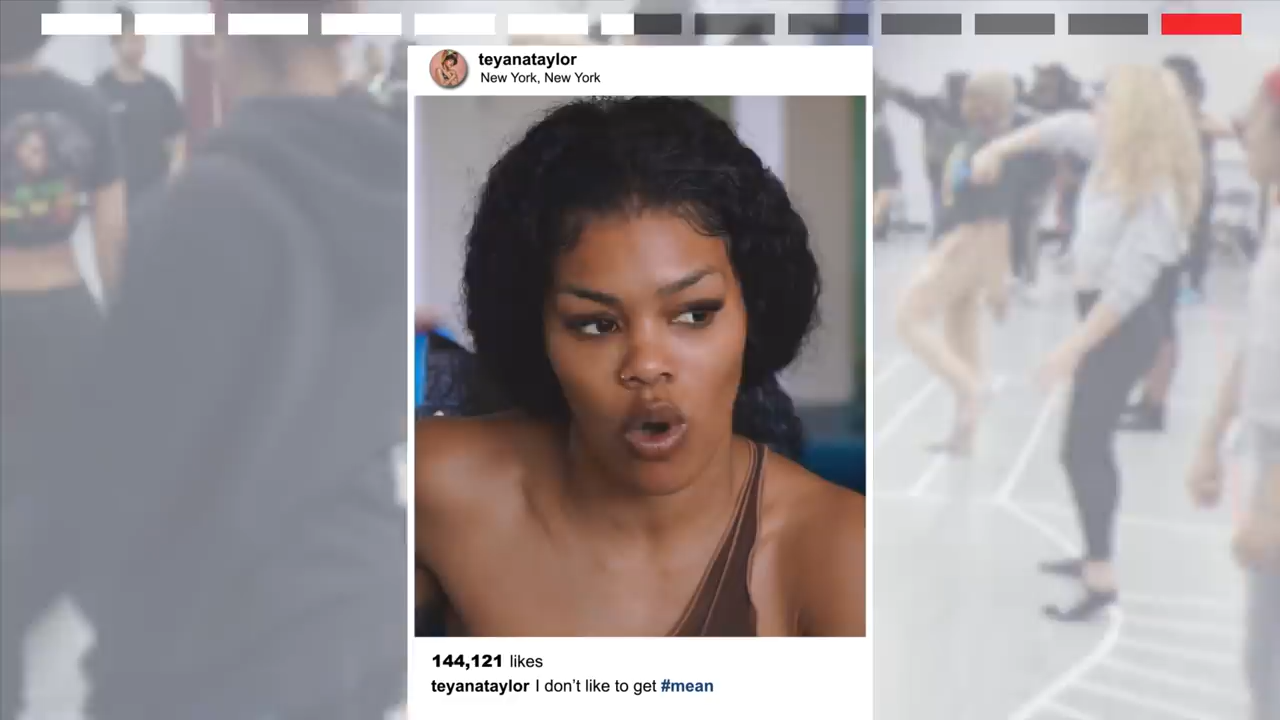 teyanataylor
New York, New York
144,121 likes
teyanataylor I don't like to get #mean